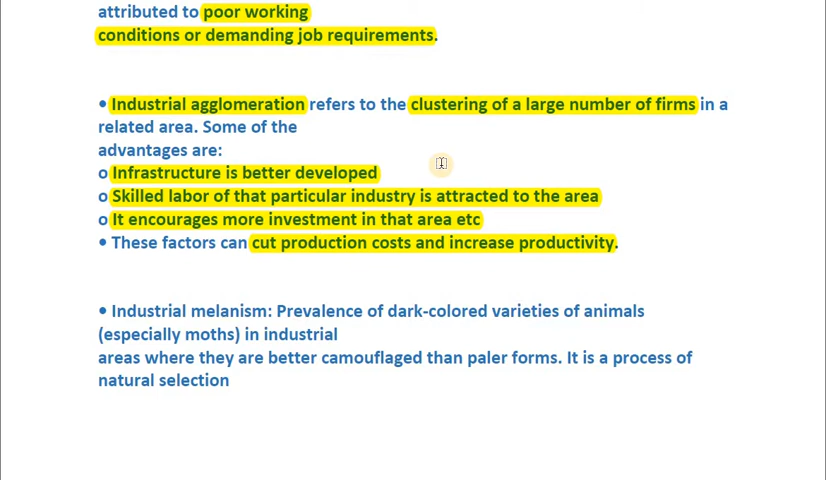 attributed to poor working
conditions or demanding job requirements.
• Industrial agglomeration refers to the clustering of a large number of firms in a
related area. Some of the
advantages are:
o Infrastructure is better developed
o Skilled labor of that particular industry is attracted to the area
o It encourages more investment in that area etc
• These factors can cut production costs and increase productivity.
• Industrial melanism: Prevalence of dark-colored varieties of animals
(especially moths) in industrial
areas where they are better camouflaged than paler forms. It is a process of
natural selection